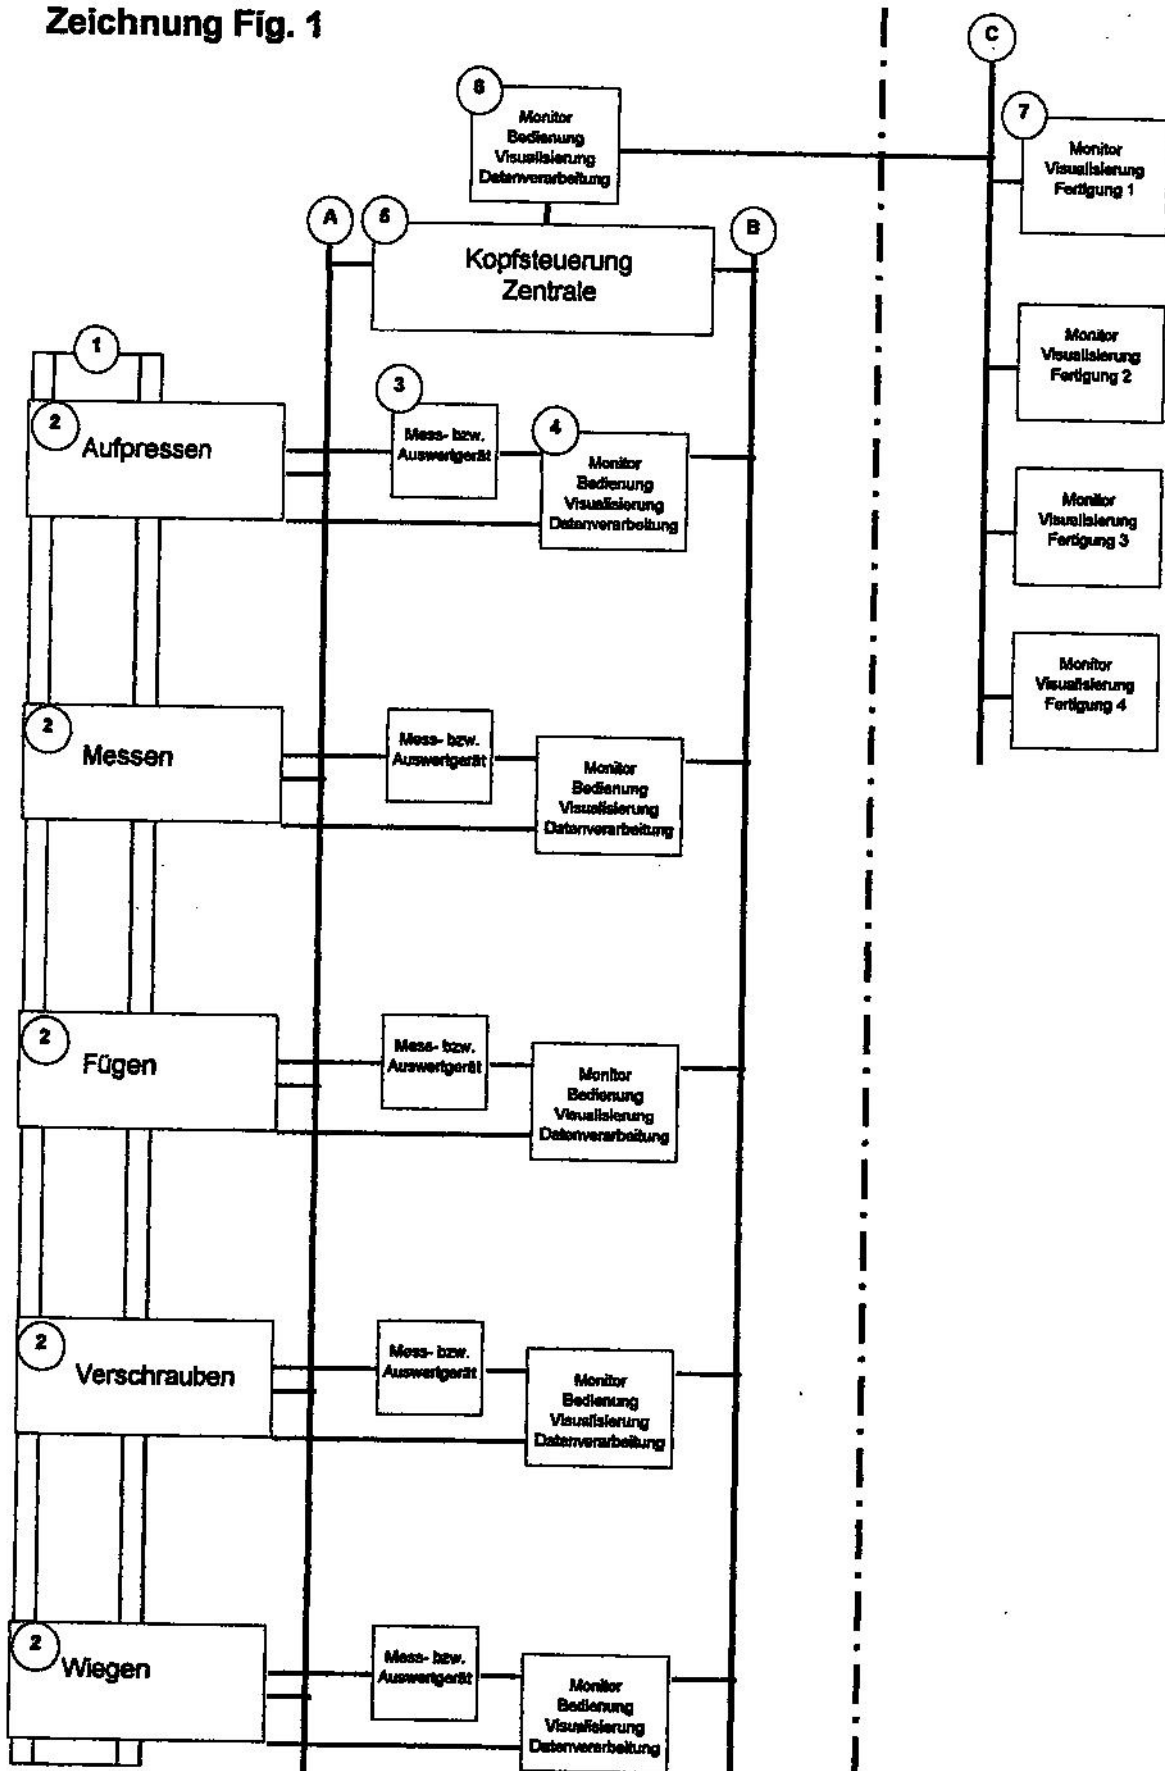 Zeichnung Fig. 1
C
6
Monitor
Bedienung
Visualisierung
Datenverarbeitung
7
Monitor
Visualisierung
Fertigung 1
A
5
B
Kopfsteuerung
Zentrale
Monitor
Visualisierung
Fertigung 2
1
2
Aufpressen
3
Mess- bzw.
Auswertgerät
4
Monitor
Bedienung
Visualisierung
Datenverarbeitung
Monitor
Visualisierung
Fertigung 3
Monitor
Visualisierung
Fertigung 4
2
Messen
Mess- bzw.
Auswertgerät
Monitor
Bedienung
Visualisierung
Datenverarbeitung
2
Fügen
Mess- bzw.
Auswertgerät
Monitor
Bedienung
Visualisierung
Datenverarbeitung
2
Verschrauben
Mess- bzw.
Auswertgerät
Monitor
Bedienung
Visualisierung
Datenverarbeitung
2
Wiegen
Mess- bzw.
Auswertgerät
Monitor
Bedienung
Visualisierung
Datenverarbeitung